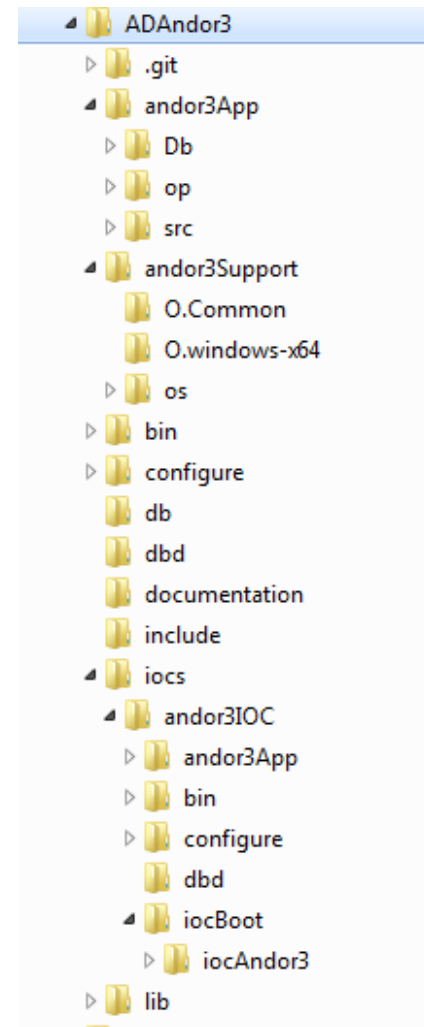 ADAndor3
.git
andor3App
Db
op
src
andor3Support
O.Common
O.windows-x64
os
bin
configure
db
dbd
documentation
include
iocs
andor3IOC
andor3App
bin
configure
dbd
iocBoot
iocAndor3
lib